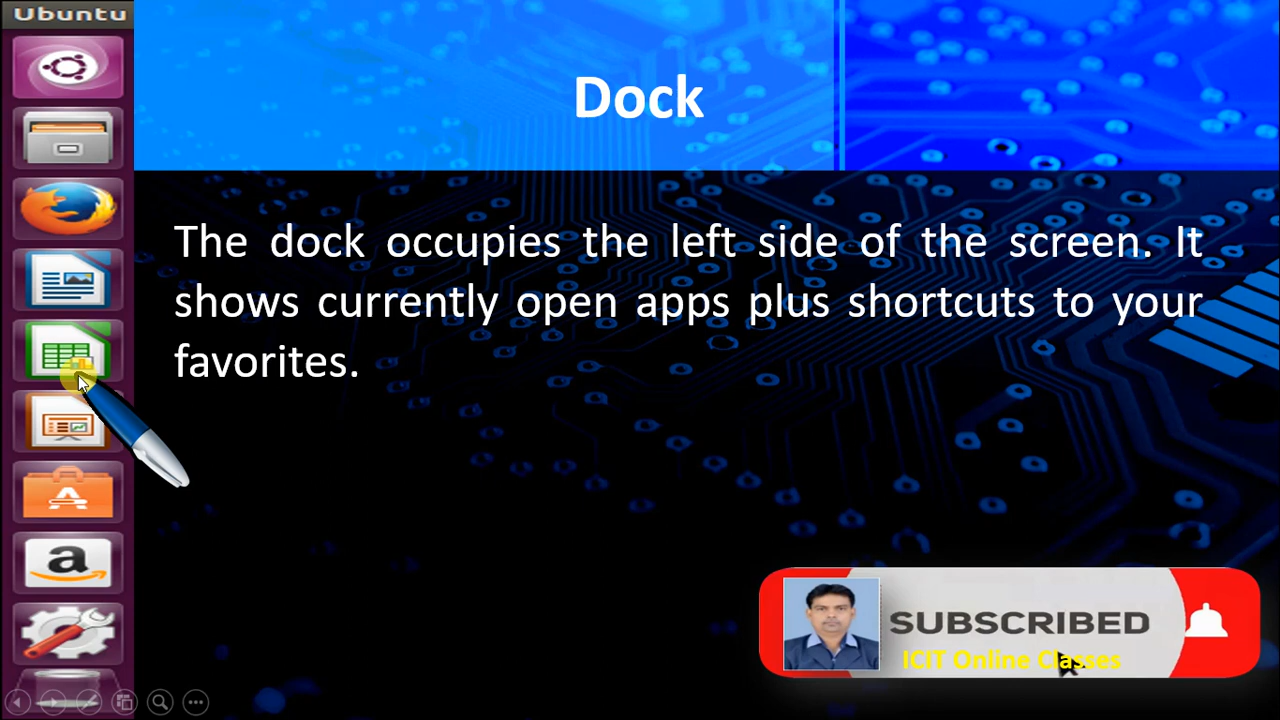 Ubuntu
Dock
The dock occupies the left side of the screen. It
shows currently open apps plus shortcuts to your
favorites.
SUBSCRIBED
ICIT Online Classes